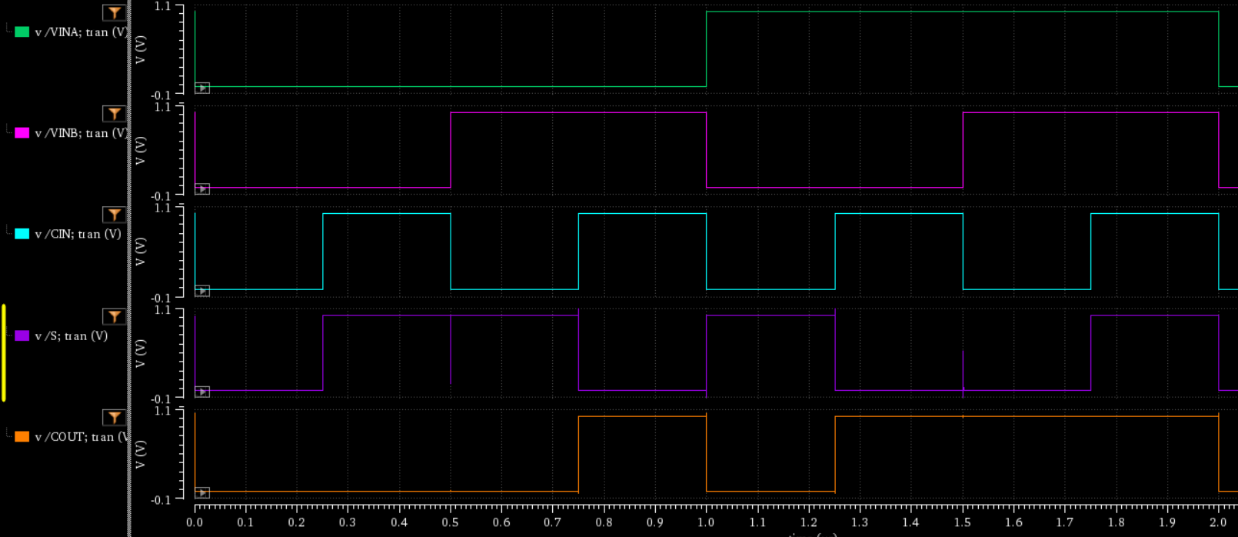 1.1
v /VINA; tran (V)
V (V)
-0.1
1.1
v /VINB; tran (V)
V (V)
-0.1
1.1
v /CIN; tran (V)
V (V)
-0.1
1.1
v /S; tran (V)
V (V)
-0.1
1.1
v /COUT; tran (V
V (V)
-0.1
0.0 0.1 0.2 0.3 0.4 0.5 0.6 0.7 0.8 0.9 1.0 1.1 1.2 1.3 1.4 1.5 1.6 1.7 1.8 1.9 2.0